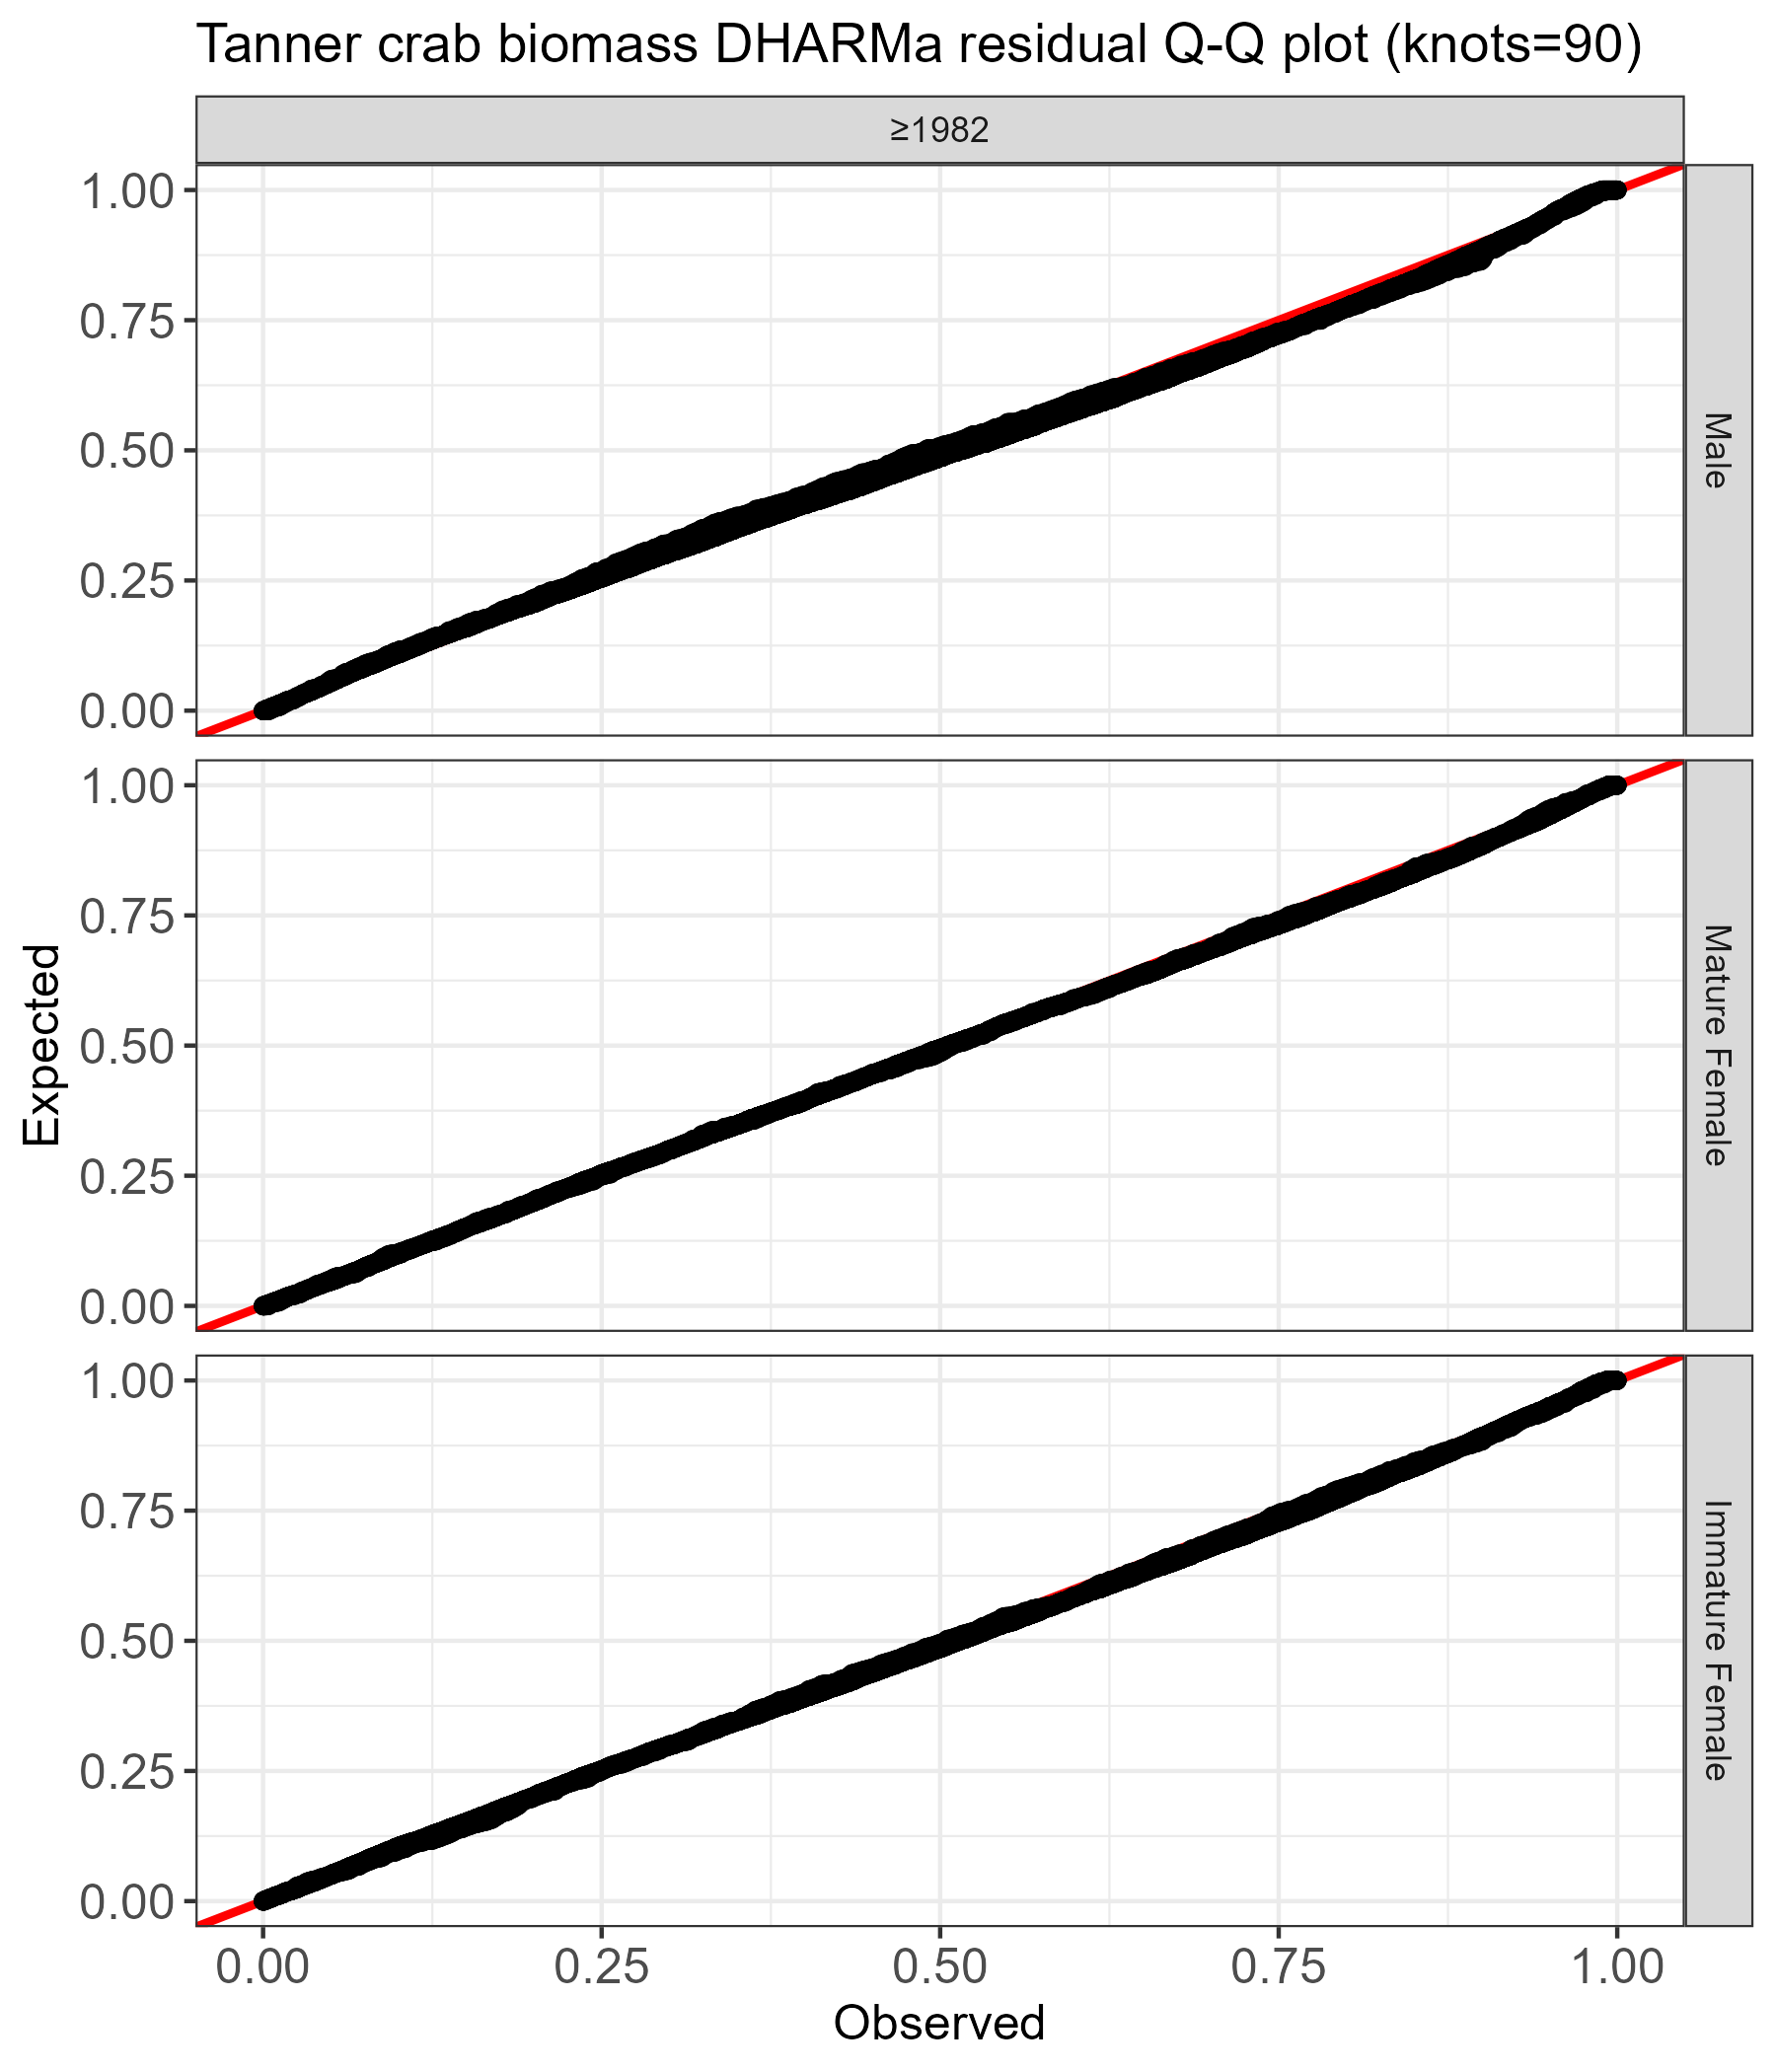 Tanner crab biomass DHARMa residual Q-Q plot (knots=90)
≥1982
1.00
0.75
0.50
0.25
0.00
Male
1.00
0.75
0.50
0.25
0.00
Mature Female
Expected
1.00
0.75
0.50
0.25
0.00
Immature Female
0.00 0.25 0.50 0.75 1.00
Observed